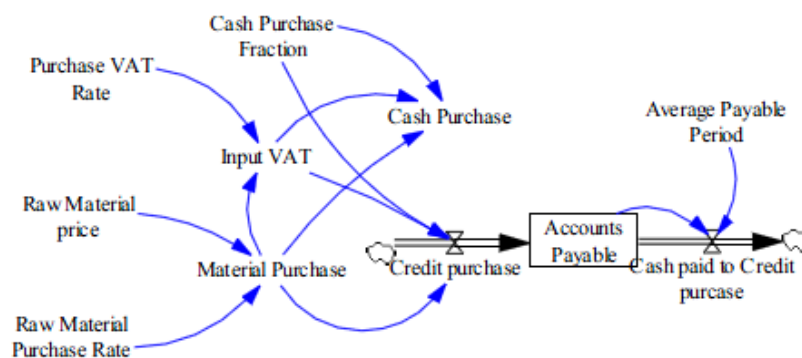 Cash Purchase
Fraction
Purchase VAT
Rate
Cash Purchase
Average Payable
Period
Input VAT
Raw Material
price
Accounts
Payable
Material Purchase
Credit purchase
Cash paid to Credit
purcase
Raw Material
Purchase Rate